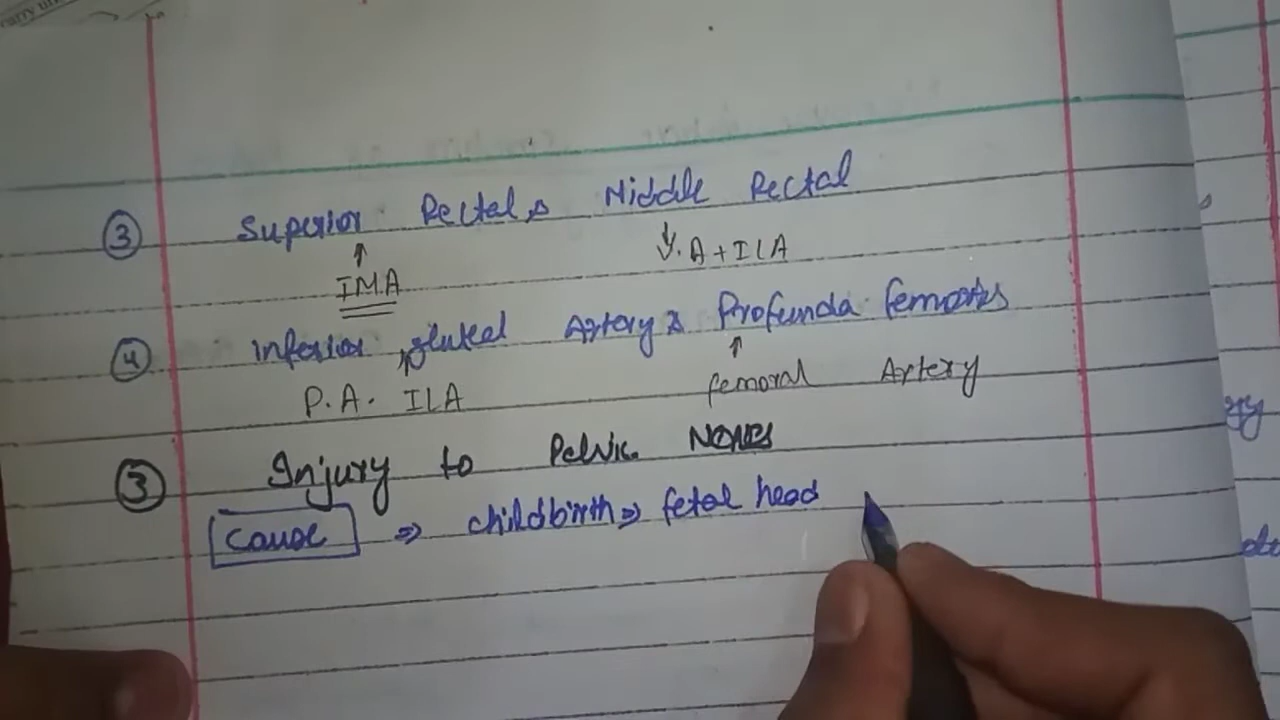 ③ Superior Rectal & Middle Rectal
↑ ↓
IMA A + ILA
④ Inferior gluteal Artery & Profunda femoris
↑
P.A. ILA femoral Artery
③ Injury to Pelvic Nerves
Cause ⇒ childbirth ⇒ fetal head